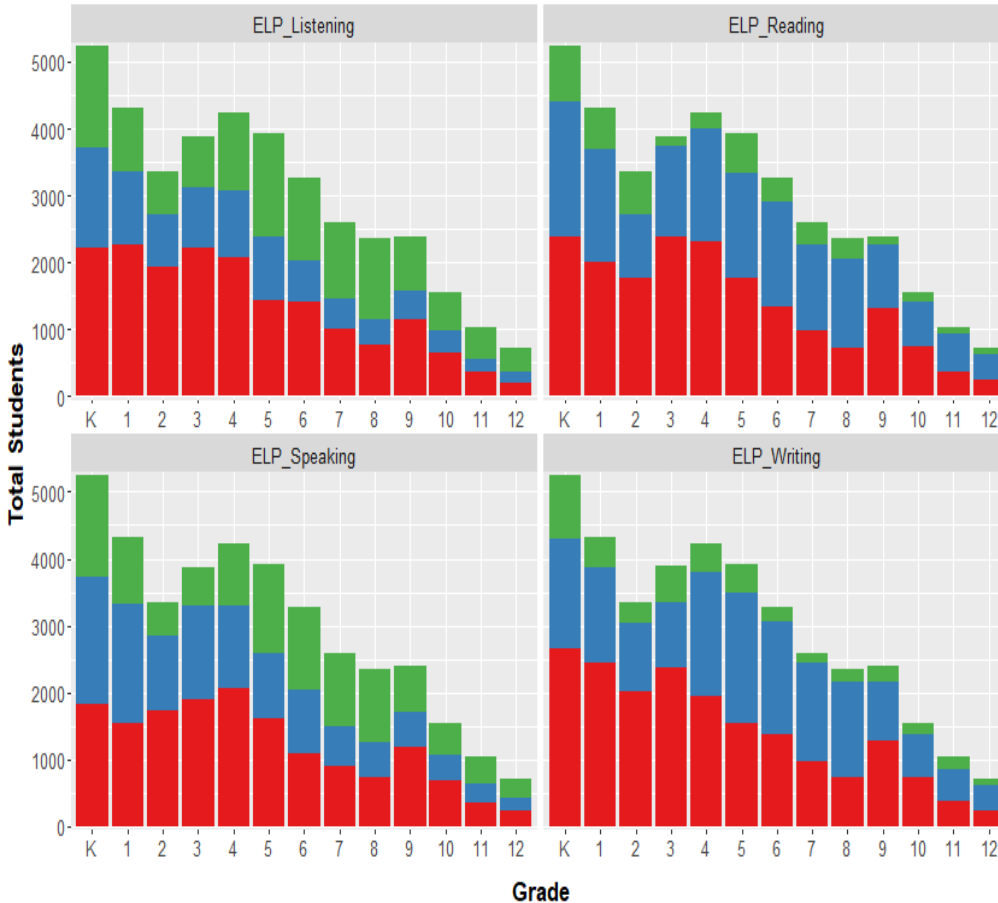 ELP_Listening
ELP_Reading
5000
4000
3000
2000
1000
0
K 1 2 3 4 5 6 7 8 9 10 11 12
K 1 2 3 4 5 6 7 8 9 10 11 12
Total Students
ELP_Speaking
ELP_Writing
5000
4000
3000
2000
1000
0
K 1 2 3 4 5 6 7 8 9 10 11 12
K 1 2 3 4 5 6 7 8 9 10 11 12
Grade